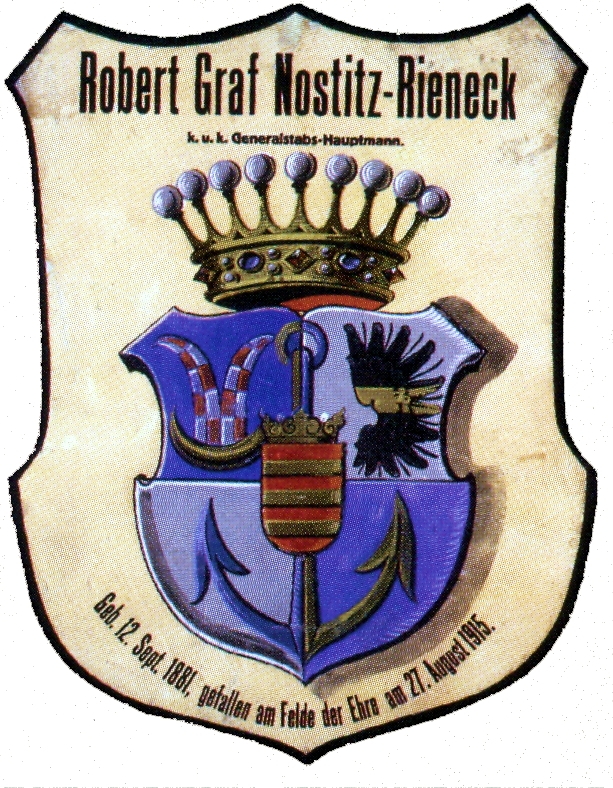 Robert Graf Nostitz-Rieneck
k. u. k. Generalstabs-Hauptmann.
Geb. 12. Sept. 1881, gefallen am Felde der Ehre am 27. August 1915.